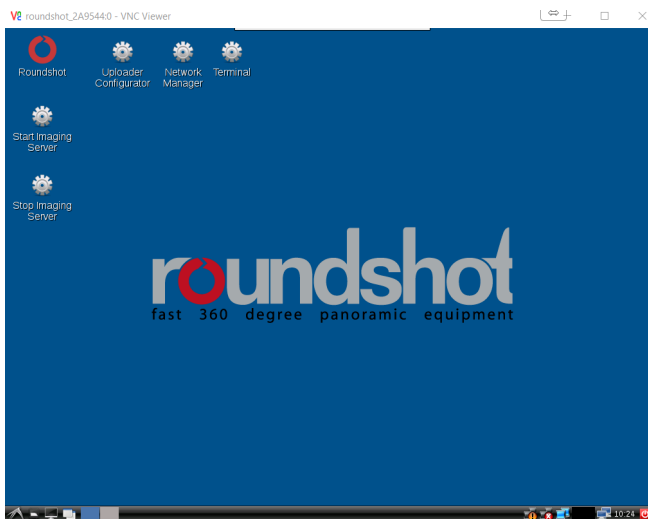 V2 roundshot_2A9544:0 - VNC Viewer
Roundshot
Uploader
Configurator
Network
Manager
Terminal
Start Imaging
Server
Stop Imaging
Server
roundshot
fast 360 degree panoramic equipment
10:24